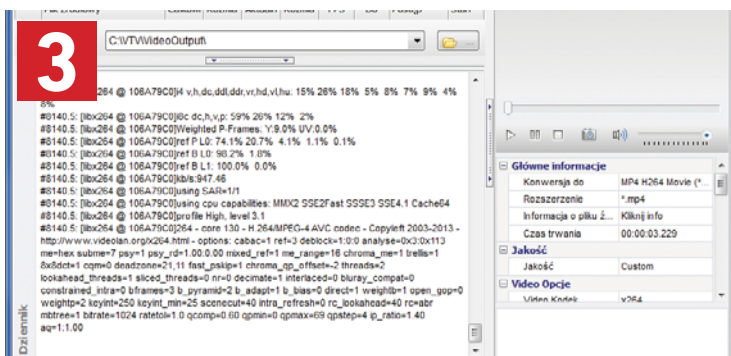 3
C:\VTV\VideoOutput\
...
x264 @ 106A79C0]i4 v,h,dc,ddl,ddr,vr,hd,vl,hu: 15% 26% 18% 5% 8% 7% 9% 4%
8%
#8140.5: [libx264 @ 106A79C0]i8c dc,h,v,p: 59% 26% 12% 2%
#8140.5: [libx264 @ 106A79C0]Weighted P-Frames: Y:9.0% UV:0.0%
#8140.5: [libx264 @ 106A79C0]ref P L0: 74.1% 20.7% 4.1% 1.1% 0.1%
#8140.5: [libx264 @ 106A79C0]ref B L0: 98.2% 1.8%
#8140.5: [libx264 @ 106A79C0]ref B L1: 100.0% 0.0%
#8140.5: [libx264 @ 106A79C0]kb/s:947.46
#8140.5: [libx264 @ 106A79C0]using SAR=1/1
#8140.5: [libx264 @ 106A79C0]using cpu capabilities: MMX2 SSE2Fast SSSE3 SSE4.1 Cache64
#8140.5: [libx264 @ 106A79C0]profile High, level 3.1
#8140.5: [libx264 @ 106A79C0]264 - core 130 - H.264/MPEG-4 AVC codec - Copyleft 2003-2013 -
http://www.videolan.org/x264.html - options: cabac=1 ref=3 deblock=1:0:0 analyse=0x3:0x113
me=hex subme=7 psy=1 psy_rd=1.00:0.00 mixed_ref=1 me_range=16 chroma_me=1 trellis=1
8x8dct=1 cqm=0 deadzone=21,11 fast_pskip=1 chroma_qp_offset=-2 threads=2
lookahead_threads=1 sliced_threads=0 nr=0 decimate=1 interlaced=0 bluray_compat=0
constrained_intra=0 bframes=3 b_pyramid=2 b_adapt=1 b_bias=0 direct=1 weightb=1 open_gop=0
weightp=2 keyint=250 keyint_min=25 scenecut=40 intra_refresh=0 rc_lookahead=40 rc=abr
mbtree=1 bitrate=1024 ratetol=1.0 qcomp=0.60 qpmin=0 qpmax=69 qpstep=4 ip_ratio=1.40
aq=1:1.00
Dziennik
Główne informacje
Konwersja do MP4 H264 Movie (*...
Rozszerzenie *.mp4
Informacja o pliku ź... Kliknij info
Czas trwania 00:00:03.229
Jakość
Jakość Custom
Video Opcje
Video Kodek x264